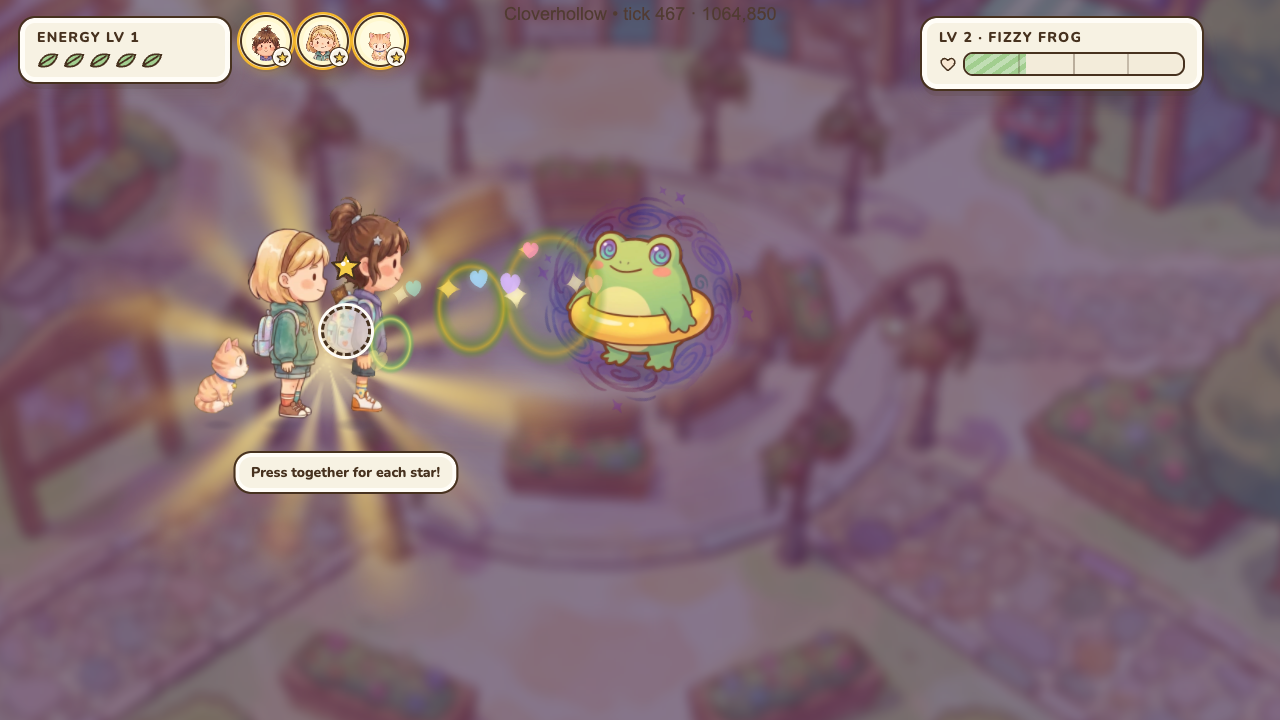 Cloverhollow • tick 467 · 1064,850
ENERGY LV 1
LV 2 · FIZZY FROG
Press together for each star!